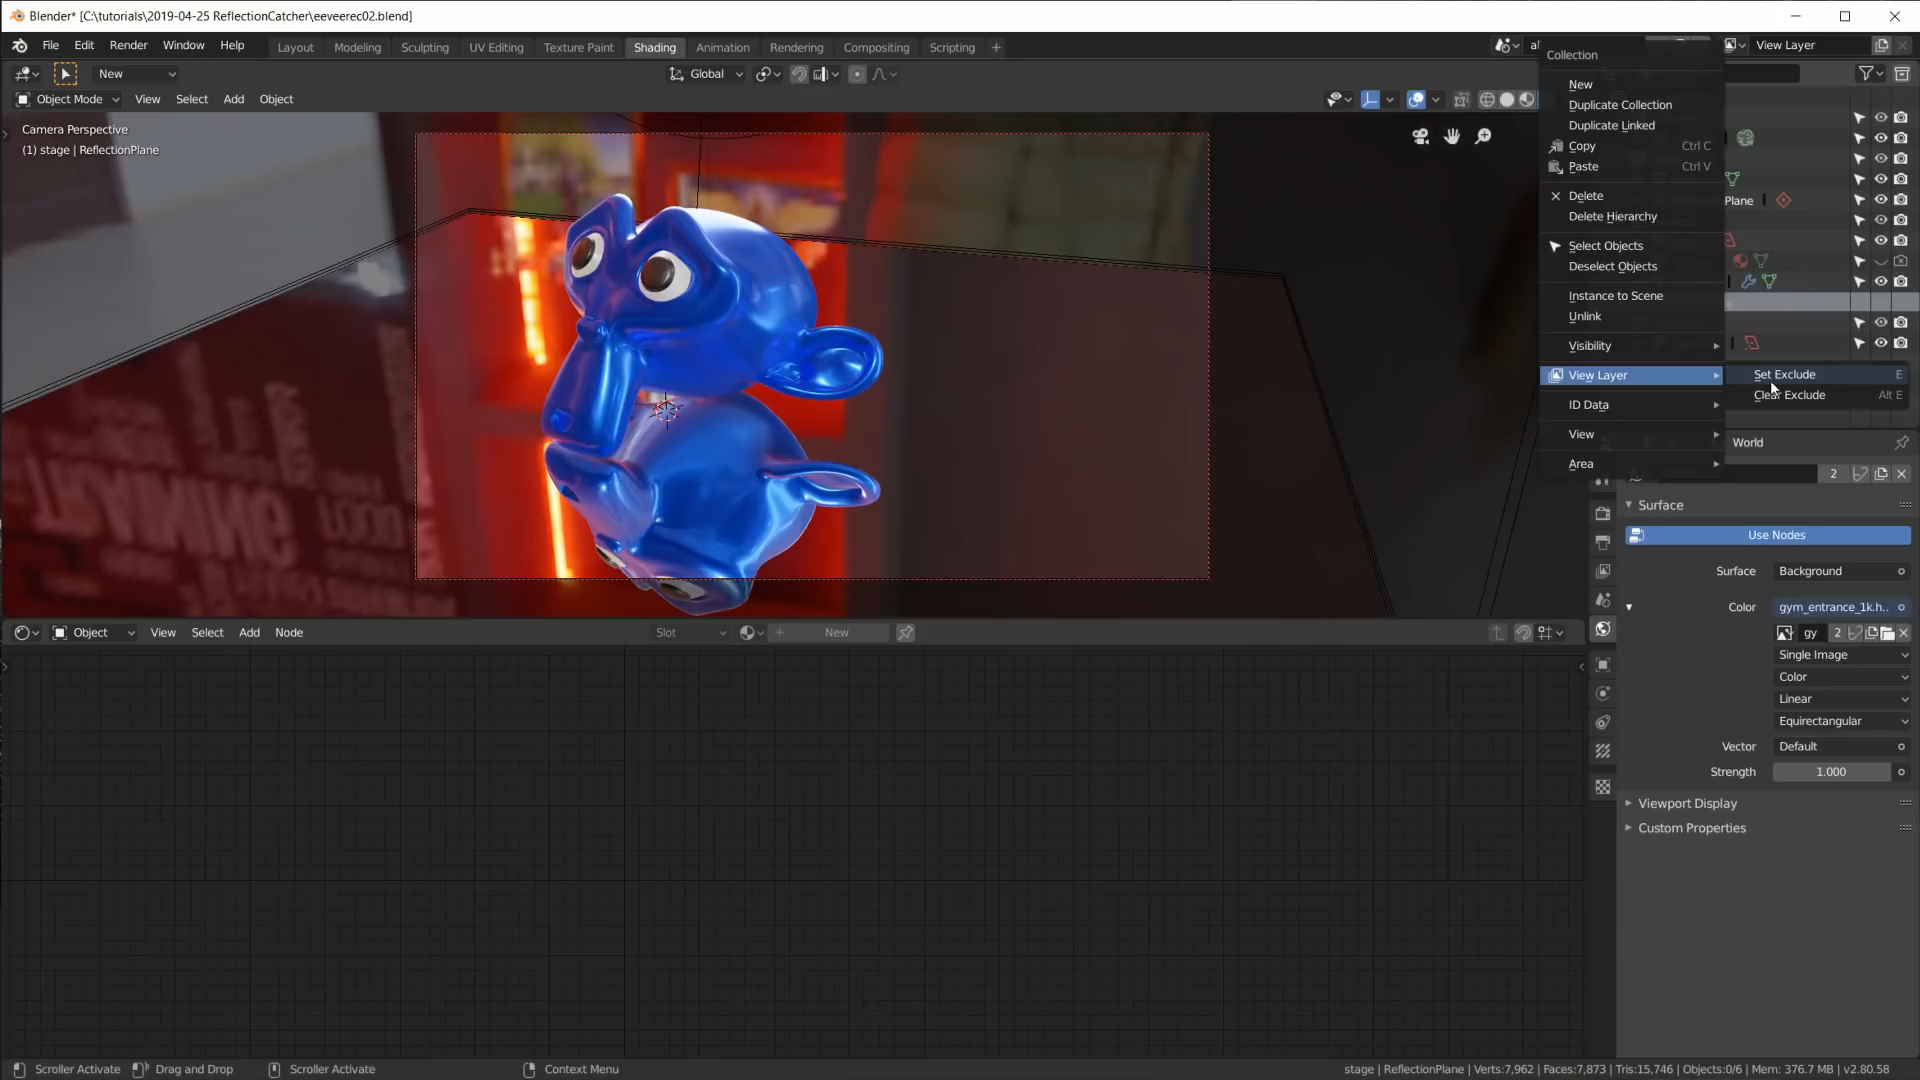 Blender* [C:\tutorials\2019-04-25 ReflectionCatcher\eeveerec02.blend]
File Edit Render Window Help
Layout Modeling Sculpting UV Editing Texture Paint Shading Animation Rendering Compositing Scripting +
View Layer
New
Global
Object Mode View Select Add Object
Camera Perspective
(1) stage | ReflectionPlane
Collection
New
Duplicate Collection
Duplicate Linked
Copy Ctrl C
Paste Ctrl V
Delete
Delete Hierarchy
Select Objects
Deselect Objects
Instance to Scene
Unlink
Visibility
View Layer
ID Data
View
Area
Plane
Set Exclude E
Clear Exclude Alt E
World
2
Surface
Use Nodes
Surface Background
Color gym_entrance_1k.h..
gy 2
Single Image
Color
Linear
Equirectangular
Vector Default
Strength 1.000
Viewport Display
Custom Properties
TRAINING
Object View Select Add Node
Slot
New
Scroller Activate Drag and Drop Scroller Activate Context Menu
stage | ReflectionPlane | Verts:7,962 | Faces:7,873 | Tris:15,746 | Objects:0/6 | Mem: 376.7 MB | v2.80.58